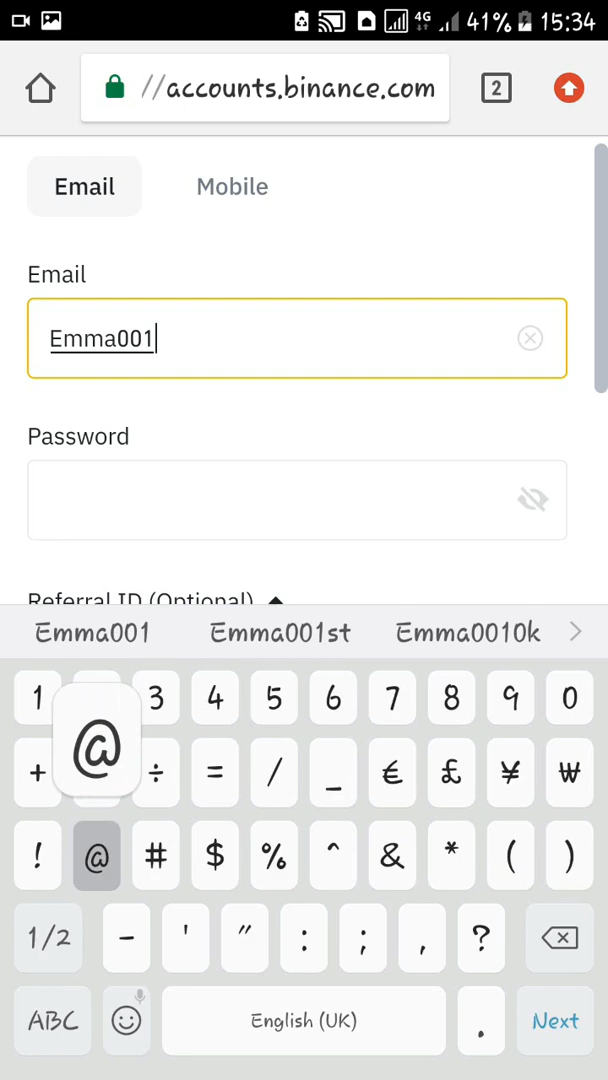 4G 41% 15:34
//accounts.binance.com 2
Email Mobile
Email
Emma001
Password
Referral ID (Optional)
Emma001 Emma001st Emma0010k
1 3 4 5 6 7 8 9 0
@
+ ÷ = / _ € £ ¥ ₩
! @ # $ % ^ & * ( )
1/2 - ' " : ; , ?
ABC English (UK) . Next